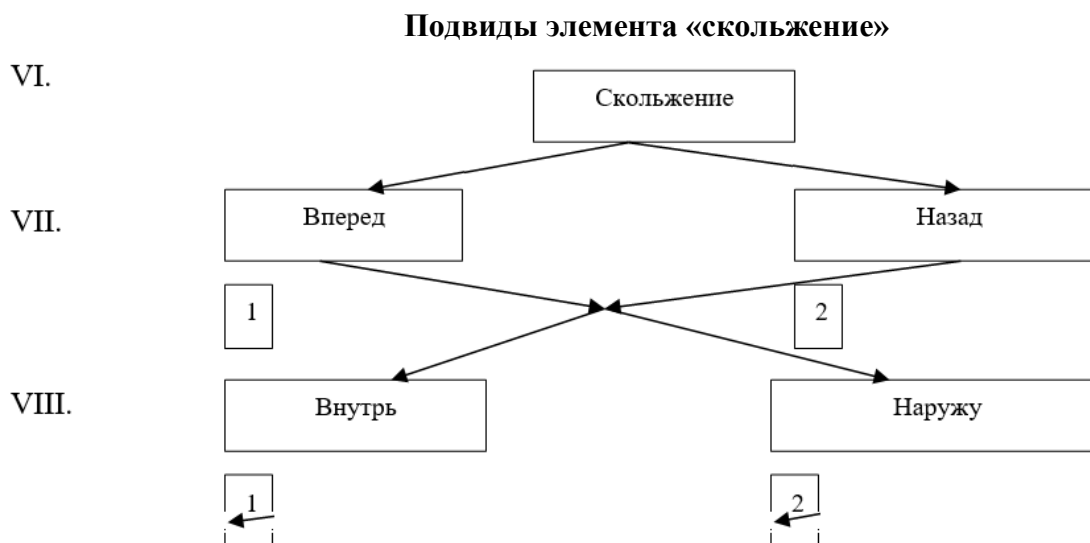 Подвиды элемента «скольжение»
VI.
Скольжение
VII.
Вперед
Назад
1
2
VIII.
Внутрь
Наружу
1
2